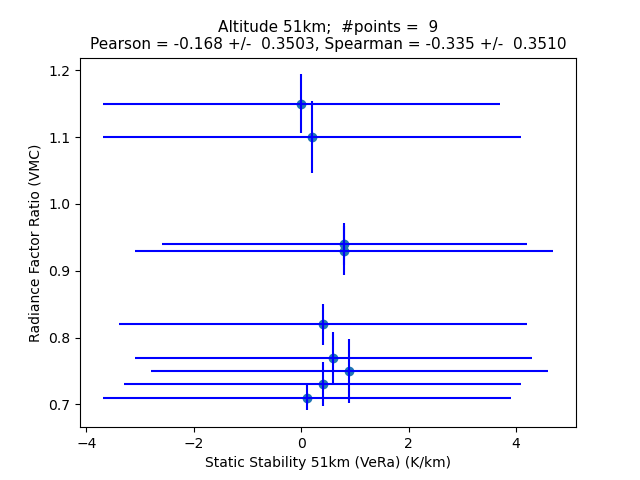 Altitude 51km;  #points =  9
Pearson = -0.168 +/-  0.3503, Spearman = -0.335 +/-  0.3510
1.2
1.1
1.0
0.9
0.8
0.7
Radiance Factor Ratio (VMC)
−4
−2
0
2
4
Static Stability 51km (VeRa) (K/km)